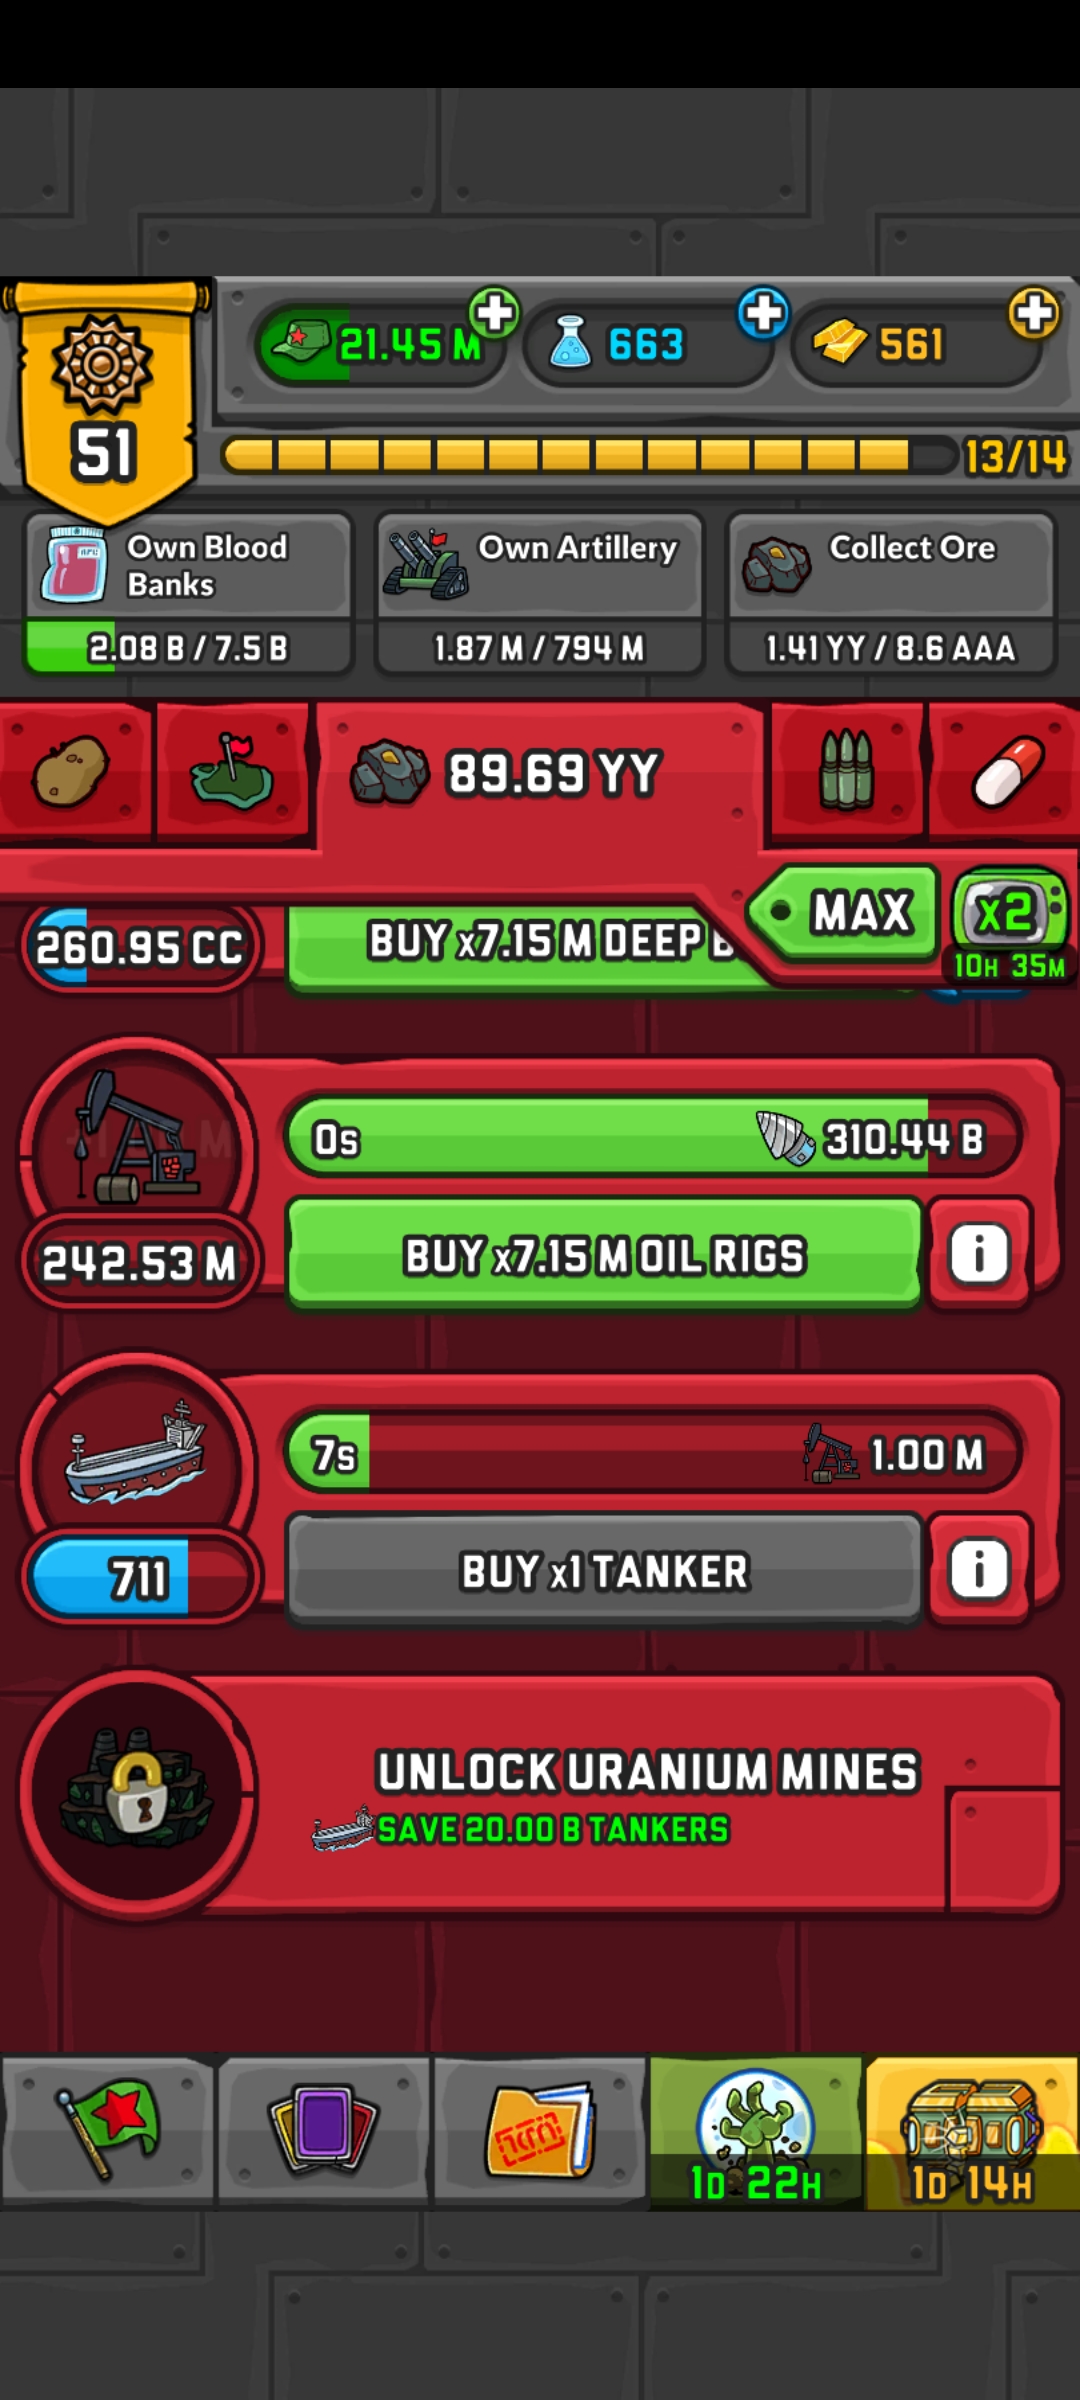 21.45 M
663
561
51
13/14
Own Blood
Banks
2.08 B / 7.5 B
Own Artillery
1.87 M / 794 M
Collect Ore
1.41 YY / 8.6 AAA
89.69 YY
MAX
x2
10H 35M
260.95 CC
BUY x7.15 M DEEP
0s
310.44 B
242.53 M
BUY x7.15 M OIL RIGS
i
7s
1.00 M
711
BUY x1 TANKER
i
UNLOCK URANIUM MINES
SAVE 20.00 B TANKERS
1D 22H
1D 14H